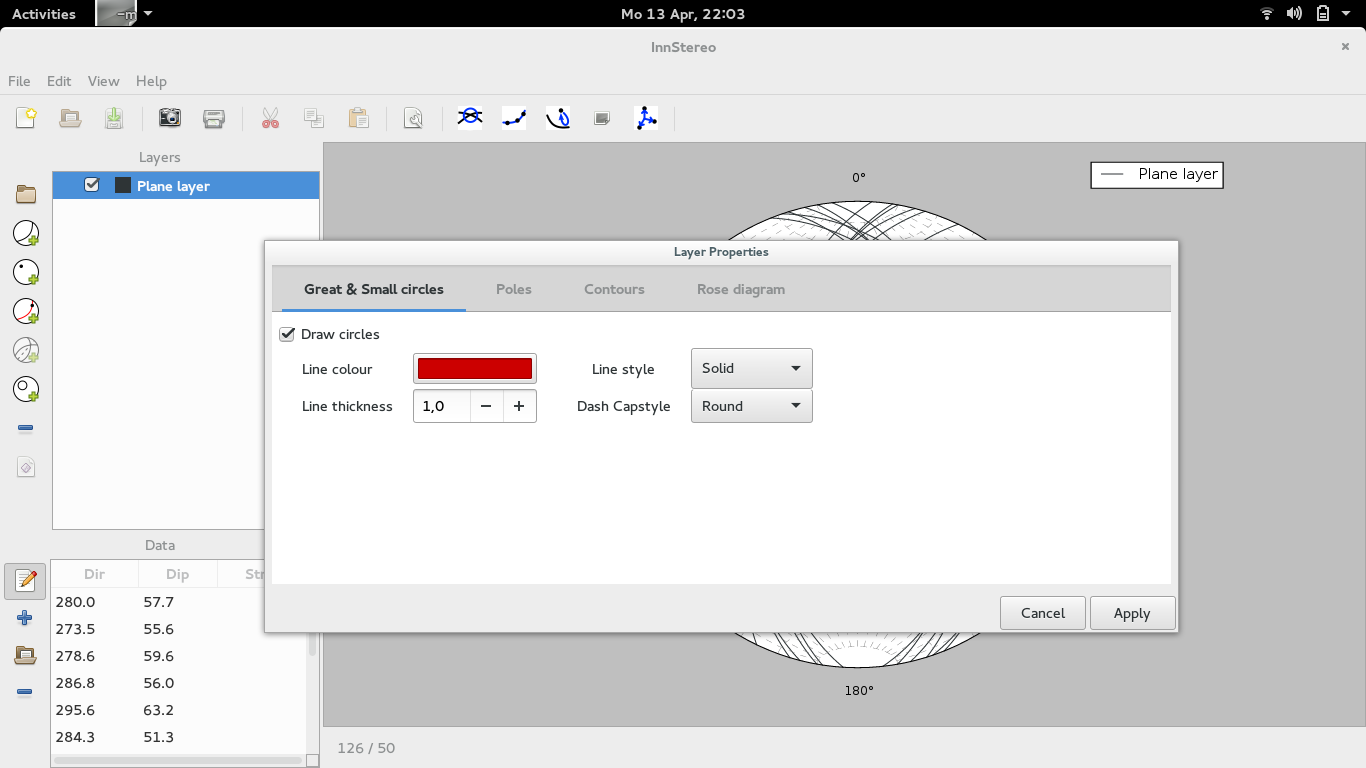 Activities
Mo 13 Apr, 22:03
InnStereo
File Edit View Help
Layers
Plane layer
0°
Plane layer
Layer Properties
Great & Small circles Poles Contours Rose diagram
Draw circles
Line colour Line style Solid
Line thickness 1,0 Dash Capstyle Round
Cancel Apply
Data
Dir Dip
280.0 57.7
273.5 55.6
278.6 59.6
286.8 56.0
295.6 63.2
284.3 51.3
180°
126 / 50